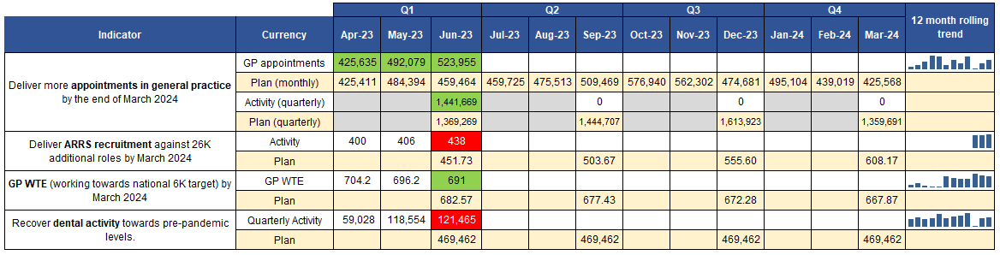 Q1 Q2 Q3 Q4
Indicator Currency Apr-23 May-23 Jun-23 Jul-23 Aug-23 Sep-23 Oct-23 Nov-23 Dec-23 Jan-24 Feb-24 Mar-24 12 month rolling
trend
Deliver more appointments in general practice
by the end of March 2024
GP appointments 425,635 492,079 523,955
Plan (monthly) 425,411 484,394 459,464 459,725 475,513 509,469 576,940 562,302 474,681 495,104 439,019 425,568
Activity (quarterly) 1,441,669 0 0 0
Plan (quarterly) 1,369,269 1,444,707 1,613,923 1,359,691
Deliver ARRS recruitment against 26K
additional roles by March 2024
Activity 400 406 438
Plan 451.73 503.67 555.60 608.17
GP WTE (working towards national 6K target) by
March 2024
GP WTE 704.2 696.2 691
Plan 682.57 677.43 672.28 667.87
Recover dental activity towards pre-pandemic
levels.
Quarterly Activity 59,028 118,554 121,465
Plan 469,462 469,462 469,462 469,462